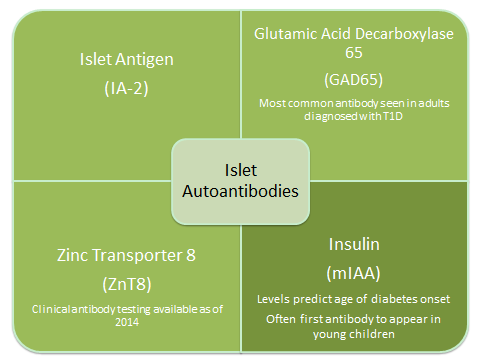 Islet Antigen
(IA-2)
Glutamic Acid Decarboxylase
65
(GAD65)
Most common antibody seen in adults
diagnosed with T1D
Islet
Autoantibodies
Zinc Transporter 8
(ZnT8)
Clinical antibody testing available as of
2014
Insulin
(mIAA)
Levels predict age of diabetes onset
Often first antibody to appear in
young children